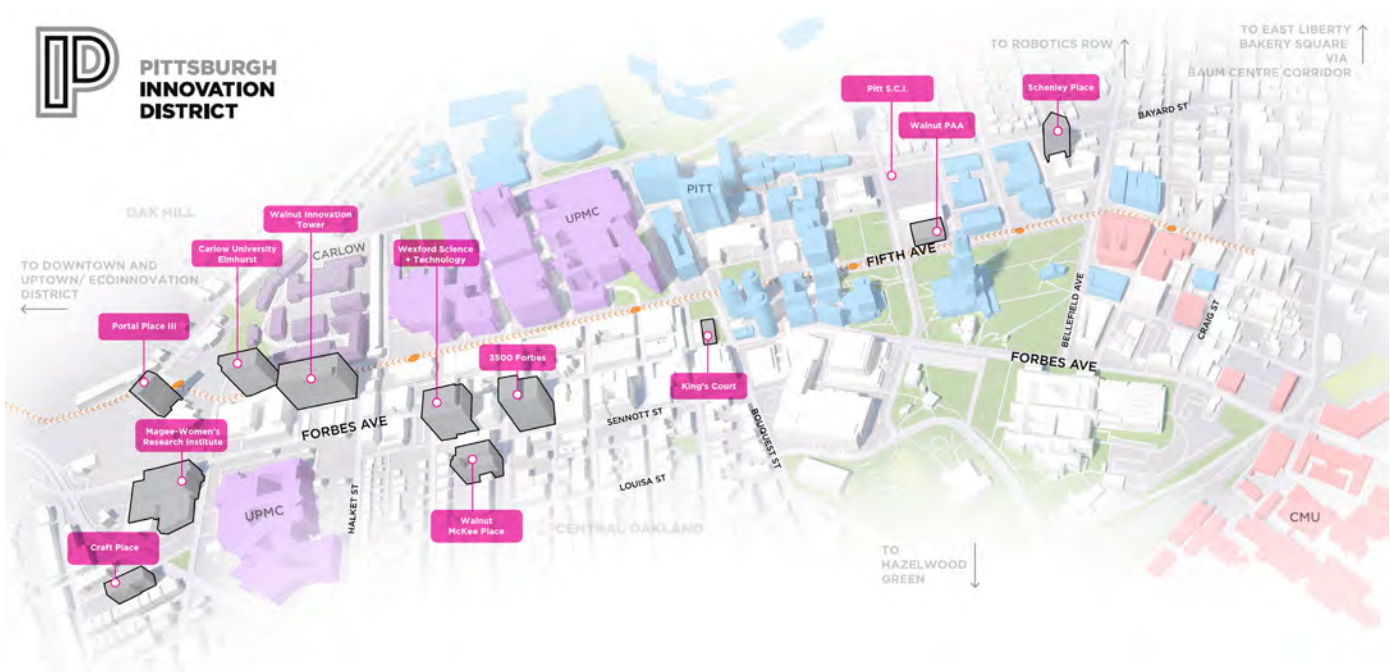 PITTSBURGH
INNOVATION
DISTRICT
TO ROBOTICS ROW
TO EAST LIBERTY
BAKERY SQUARE
VIA
BAUM CENTRE CORRIDOR
Pitt S.C.I.
Schenley Place
Walnut PAA
BAYARD ST
PITT
OAK HILL
Walnut Innovation
Tower
UPMC
Carlow University
Elmhurst
CARLOW
Wexford Science
+ Technology
FIFTH AVE
TO DOWNTOWN AND
UPTOWN/ ECOINNOVATION
DISTRICT
BELLEFIELD AVE
CRAIG ST
Portal Place III
3500 Forbes
FORBES AVE
King's Court
Magee-Women's
Research Institute
FORBES AVE
SENNOTT ST
BOUQUEST ST
LOUISA ST
HALKET ST
UPMC
Walnut
McKee Place
CENTRAL OAKLAND
CMU
Craft Place
TO
HAZELWOOD
GREEN